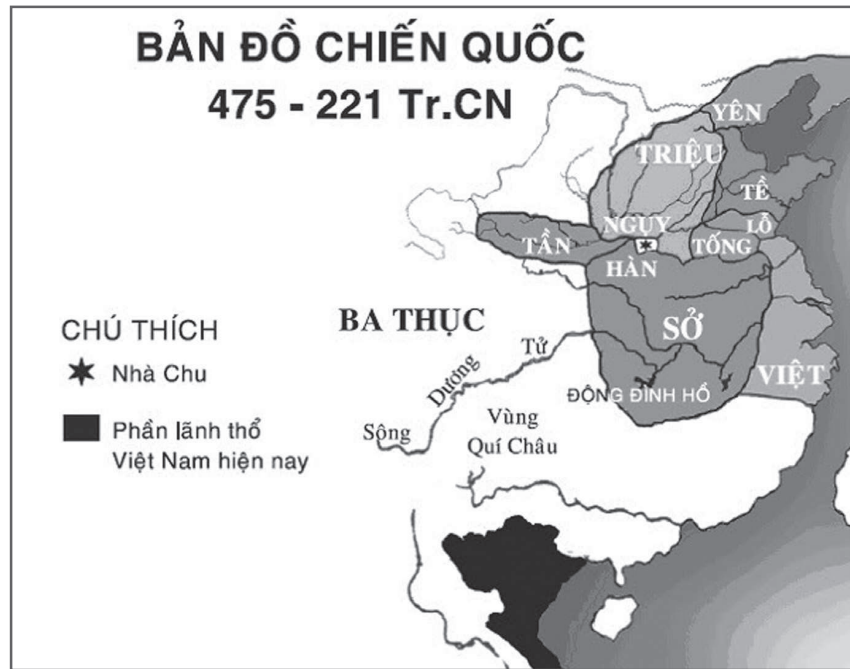 BẢN ĐỒ CHIẾN QUỐC
475 - 221 Tr.CN
YÊN
TRIỆU
TỀ
NGỤY
LỖ
TẦN
TỐNG
HÀN
BA THỤC
SỞ
CHÚ THÍCH
Nhà Chu
Tử
Dương
VIỆT
ĐỘNG ĐÌNH HỒ
Vùng
Quí Châu
Sông
Phần lãnh thổ
Việt Nam hiện nay